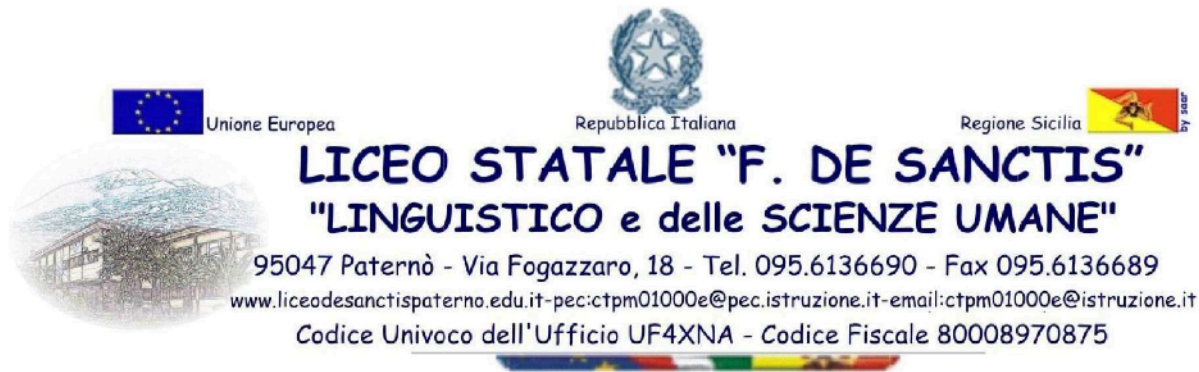 Unione Europea
Repubblica Italiana
Regione Sicilia
by saar
LICEO STATALE “F. DE SANCTIS”
"LINGUISTICO e delle SCIENZE UMANE"
95047 Paternò - Via Fogazzaro, 18 - Tel. 095.6136690 - Fax 095.6136689
www.liceodesanctispaterno.edu.it-pec:ctpm01000e@pec.istruzione.it-email:ctpm01000e@istruzione.it
Codice Univoco dell'Ufficio UF4XNA - Codice Fiscale 80008970875